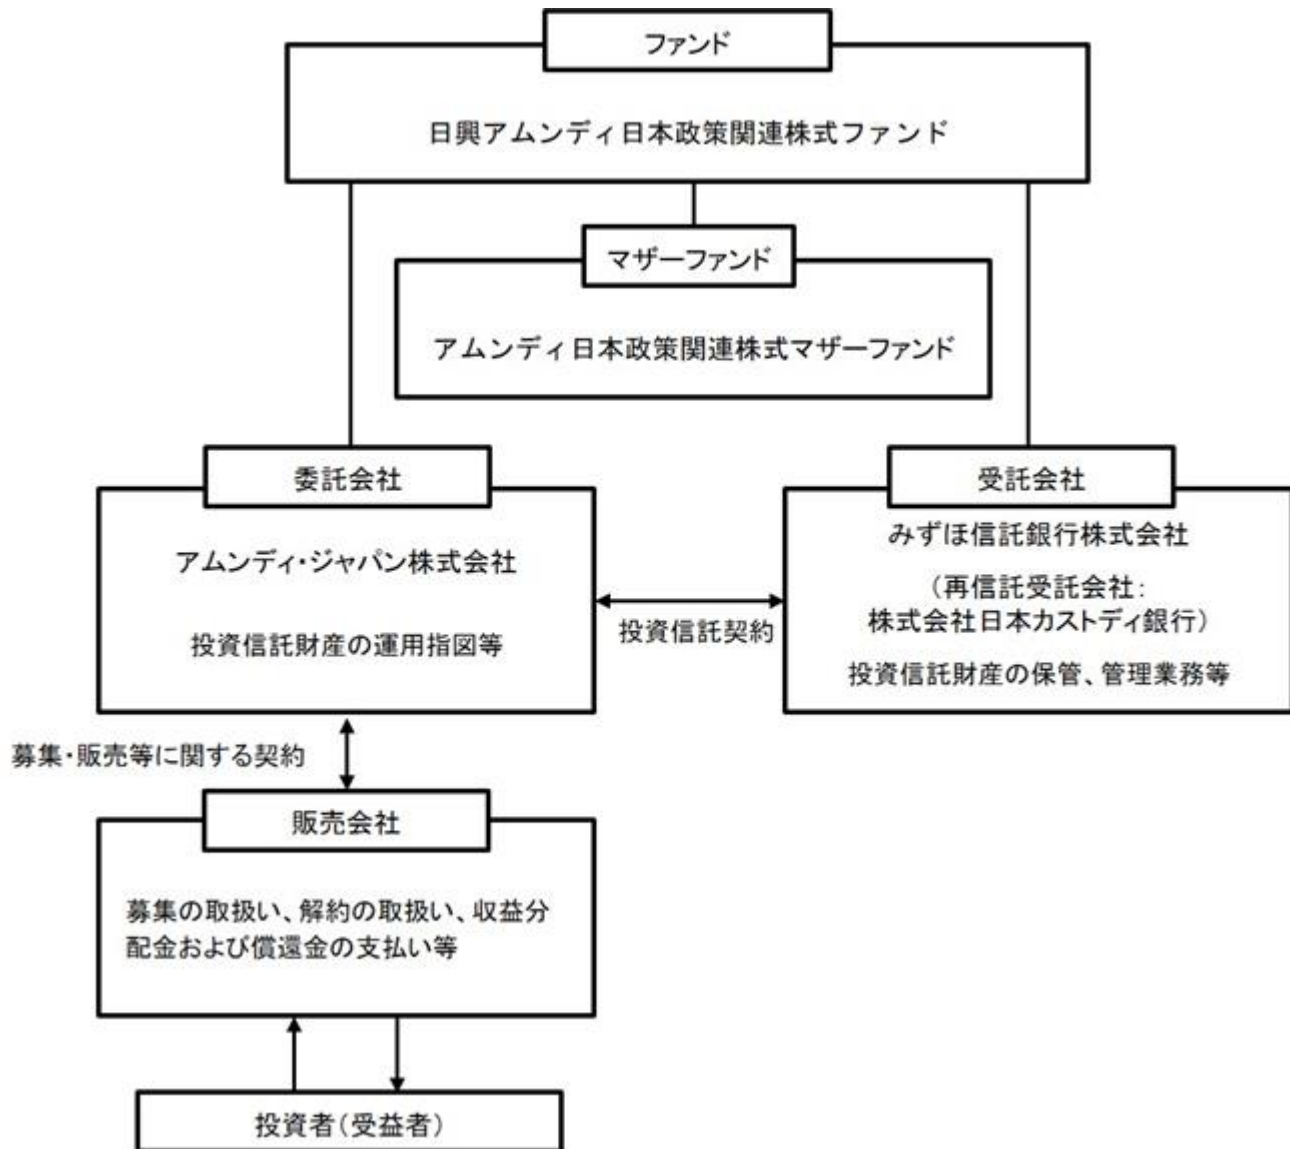 ファンド
日興アムンディ日本政策関連株式ファンド
マザーファンド
アムンディ日本政策関連株式マザーファンド
委託会社
アムンディ・ジャパン株式会社
投資信託財産の運用指図等
投資信託契約
受託会社
みずほ信託銀行株式会社
（再信託受託会社：
株式会社日本カストディ銀行）
投資信託財産の保管、管理業務等
募集・販売等に関する契約
販売会社
募集の取扱い、解約の取扱い、収益分
配金および償還金の支払い等
投資者（受益者）